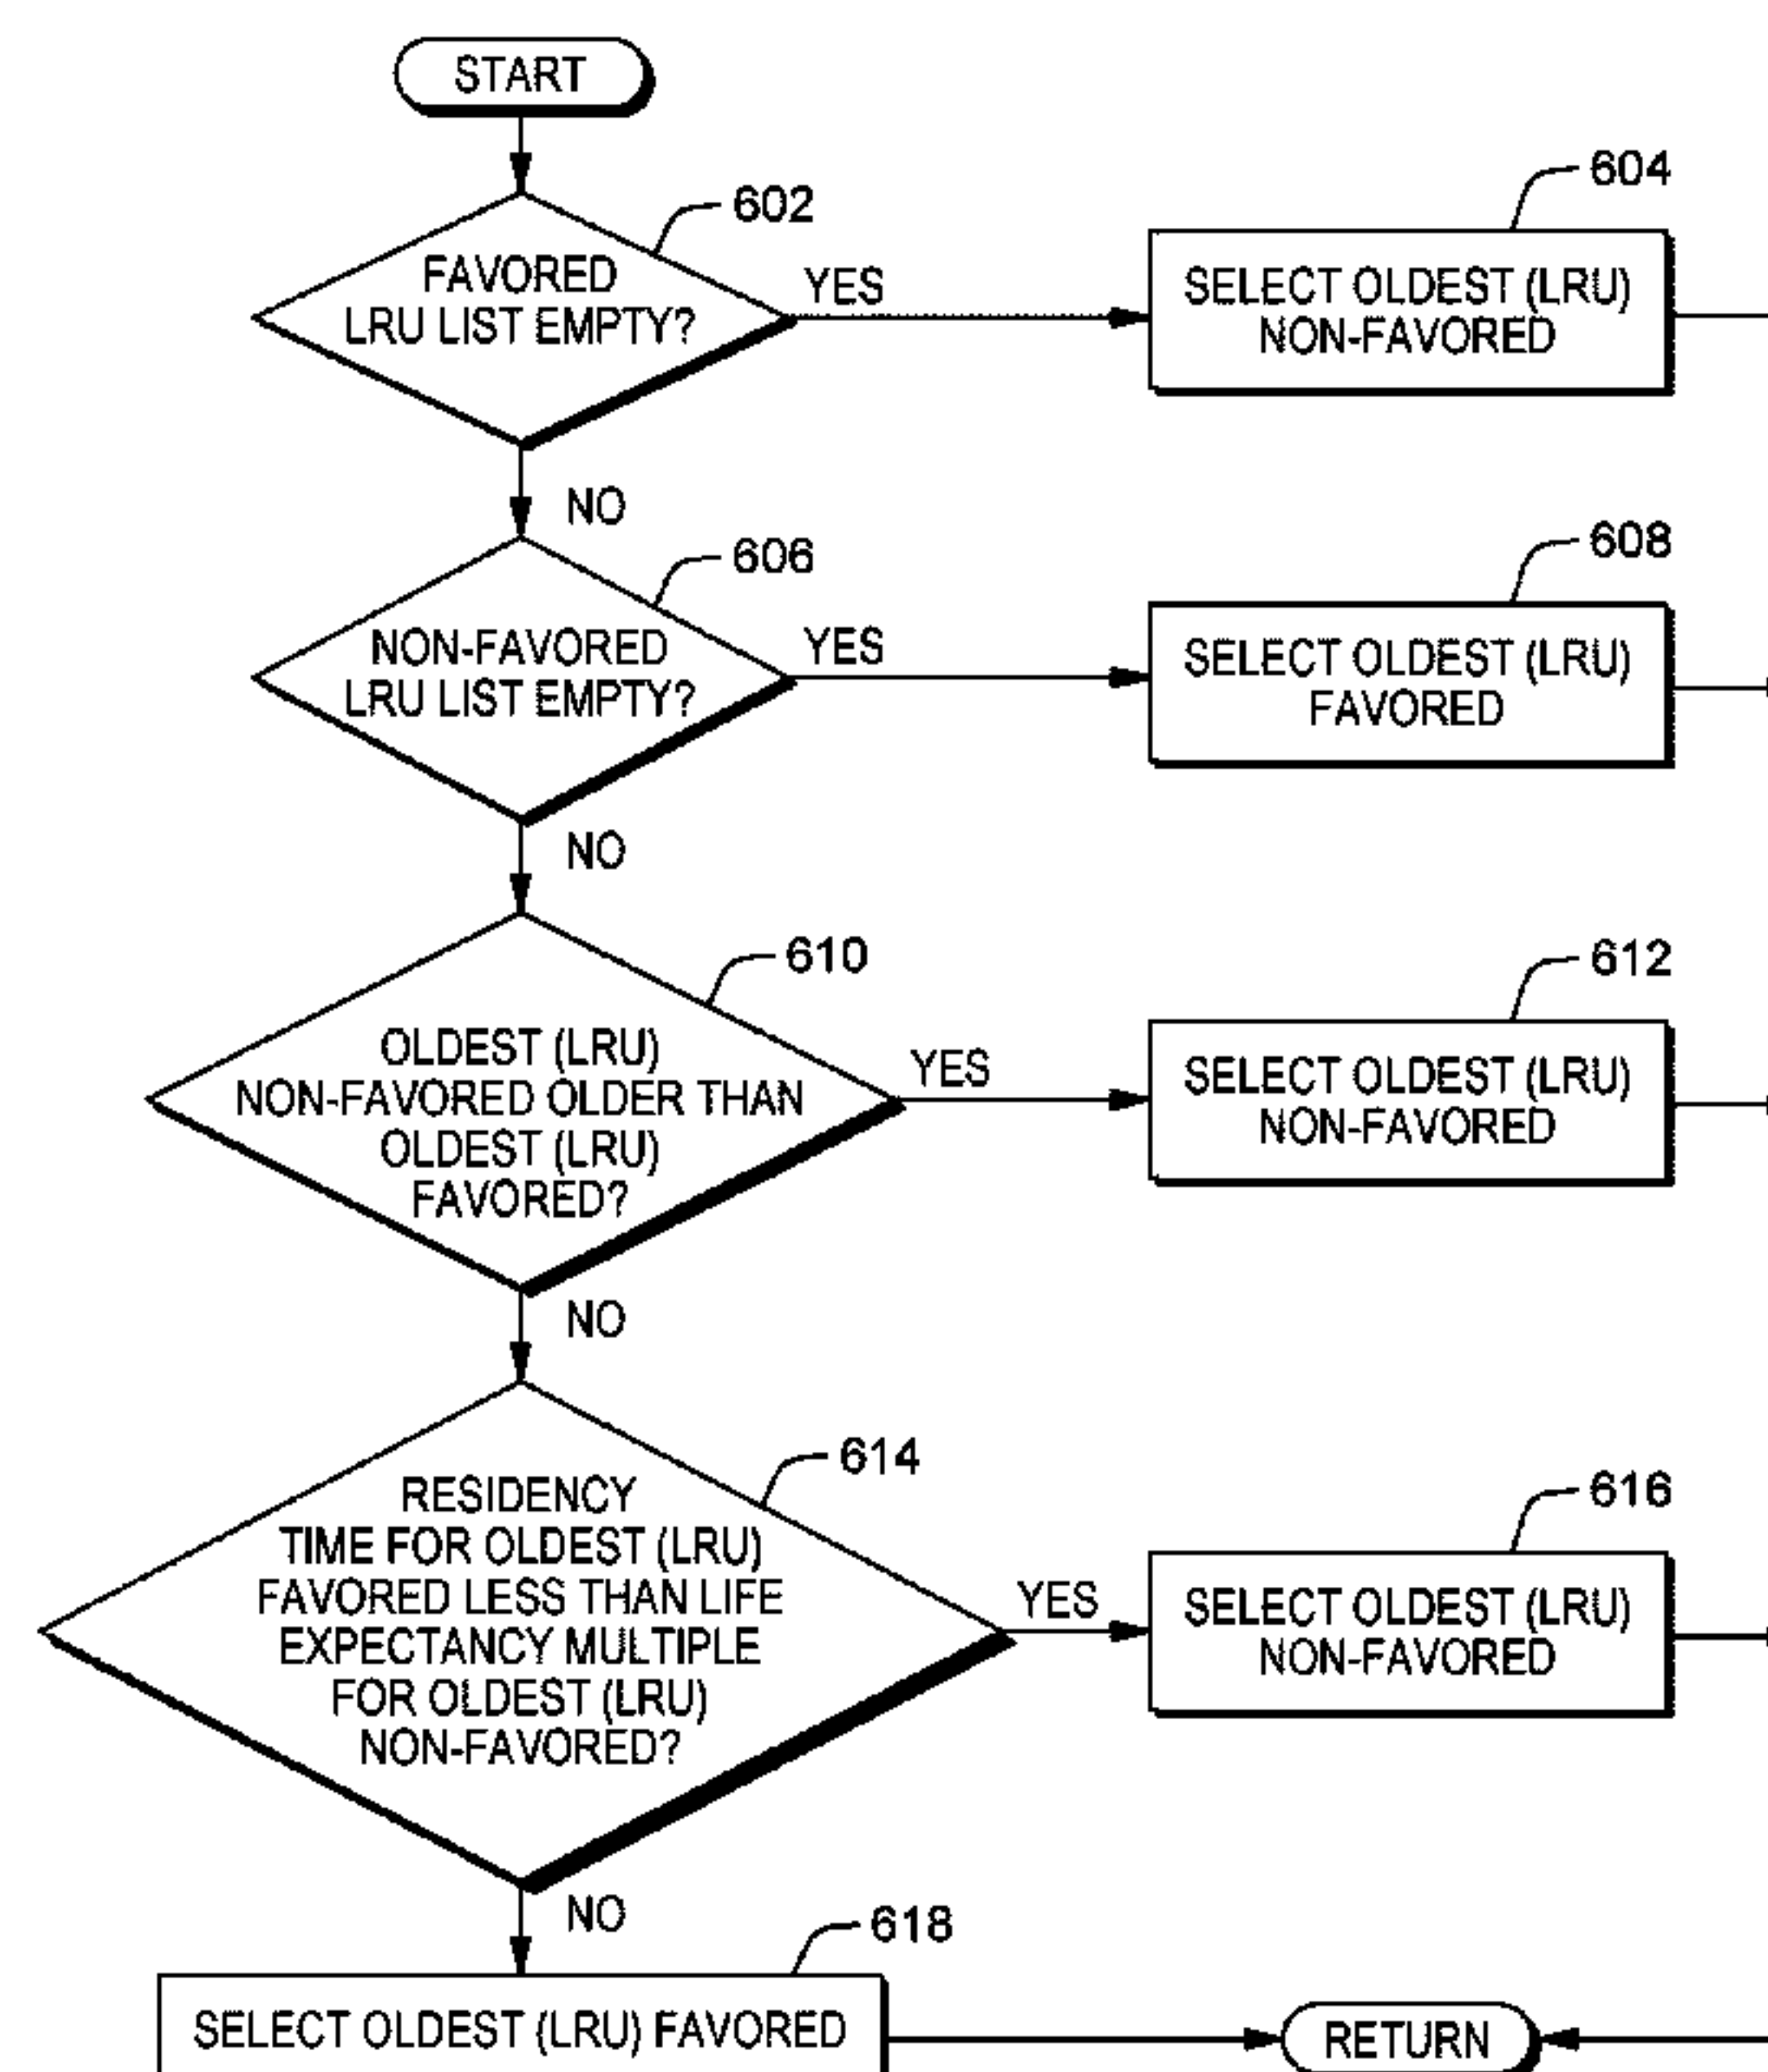 START
602
FAVORED
LRU LIST EMPTY?
YES
604
SELECT OLDEST (LRU)
NON-FAVORED
NO
606
NON-FAVORED
LRU LIST EMPTY?
YES
608
SELECT OLDEST (LRU)
FAVORED
NO
610
OLDEST (LRU)
NON-FAVORED OLDER THAN
OLDEST (LRU)
FAVORED?
YES
612
SELECT OLDEST (LRU)
NON-FAVORED
NO
614
RESIDENCY
TIME FOR OLDEST (LRU)
FAVORED LESS THAN LIFE
EXPECTANCY MULTIPLE
FOR OLDEST (LRU)
NON-FAVORED?
YES
616
SELECT OLDEST (LRU)
NON-FAVORED
NO
618
SELECT OLDEST (LRU) FAVORED
RETURN